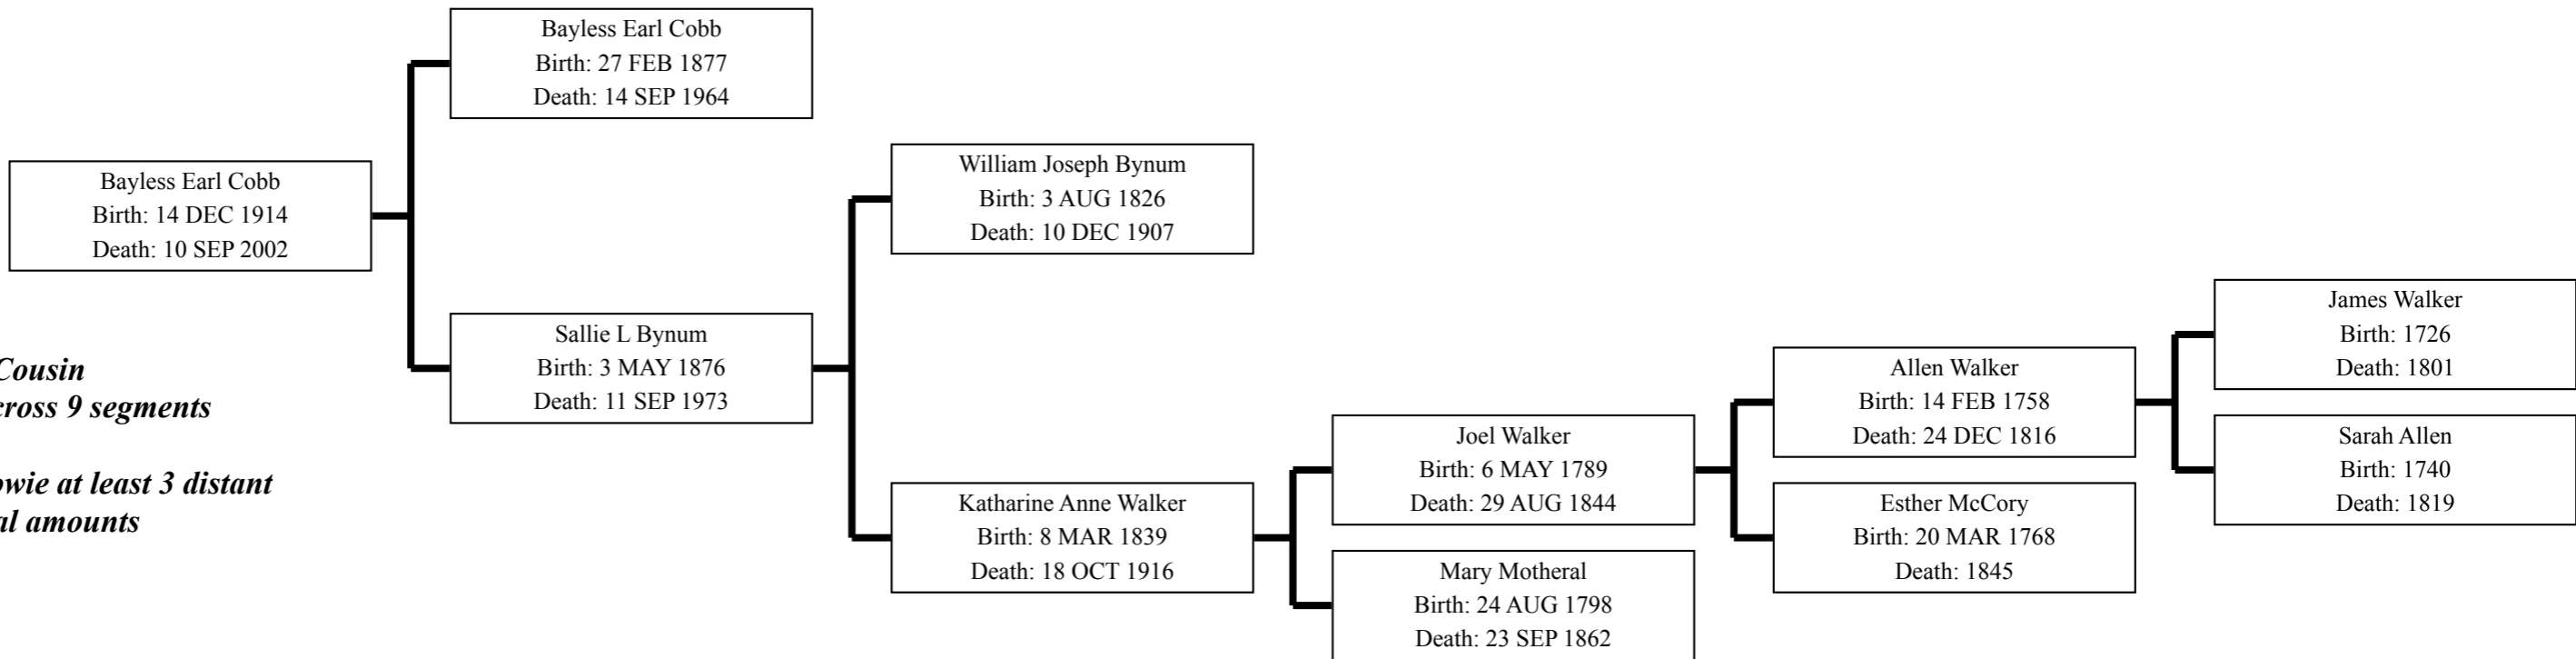 Bayless Earl Cobb
Birth: 27 FEB 1877
Death: 14 SEP 1964
William Joseph Bynum
Birth: 3 AUG 1826
Death: 10 DEC 1907
Bayless Earl Cobb
Birth: 14 DEC 1914
Death: 10 SEP 2002
James Walker
Birth: 1726
Death: 1801
Sallie L Bynum
Birth: 3 MAY 1876
Death: 11 SEP 1973
Allen Walker
Birth: 14 FEB 1758
Death: 24 DEC 1816
Cousin
cross 9 segments
Joel Walker
Birth: 6 MAY 1789
Death: 29 AUG 1844
Sarah Allen
Birth: 1740
Death: 1819
owie at least 3 distant
al amounts
Katharine Anne Walker
Birth: 8 MAR 1839
Death: 18 OCT 1916
Esther McCory
Birth: 20 MAR 1768
Death: 1845
Mary Motheral
Birth: 24 AUG 1798
Death: 23 SEP 1862